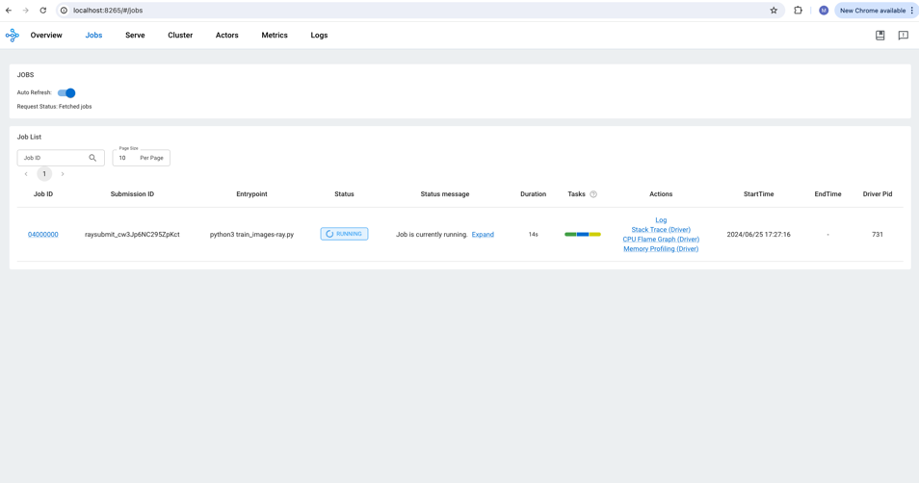 localhost:8265/#/jobs
M
New Chrome available
Overview Jobs Serve Cluster Actors Metrics Logs
JOBS
Auto Refresh:
Request Status: Fetched jobs
Job List
Page Size
Job ID 10 Per Page
1
Job ID Submission ID Entrypoint Status Status message Duration Tasks Actions StartTime EndTime Driver Pid
Log
Stack Trace (Driver)
04000000 raysubmit_cw3Jp6NC295ZpKct python3 train_images-ray.py RUNNING Job is currently running. Expand 14s 2024/06/25 17:27:16 - 731
CPU Flame Graph (Driver)
Memory Profiling (Driver)